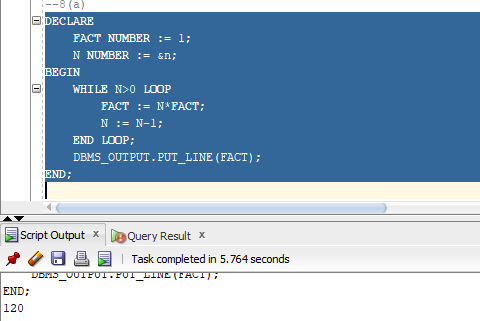 --8(a)
DECLARE
FACT NUMBER := 1;
N NUMBER := &n;
BEGIN
WHILE N>0 LOOP
FACT := N*FACT;
N := N-1;
END LOOP;
DBMS_OUTPUT.PUT_LINE(FACT);
END;
Script Output x
Query Result x
Task completed in 5.764 seconds
DBMS_OUTPUT.PUT_LINE(FACT);
END;
120